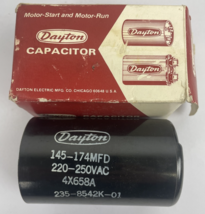 Motor-Start and Motor-Run
Dayton
CAPACITOR
DAYTON ELECTRIC MFG. CO. CHICAGO 60648 U.S.A.
Dayton
145-174MFD
220-250VAC
4X658A
235-8542K-01